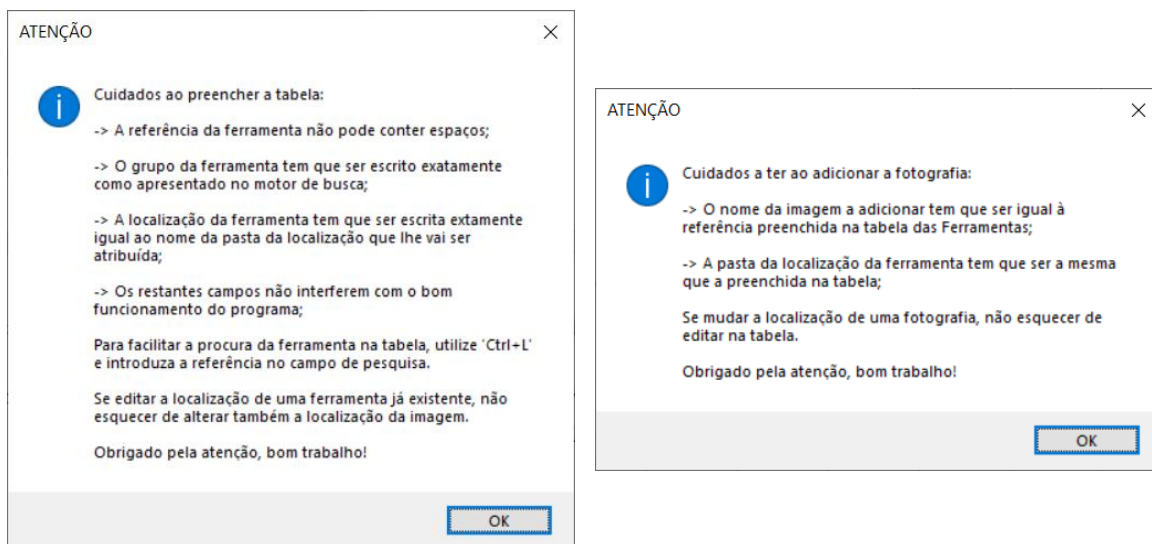 ATENÇÃO
Cuidados ao preencher a tabela:
-> A referência da ferramenta não pode conter espaços;
-> O grupo da ferramenta tem que ser escrito exatamente
como apresentado no motor de busca;
-> A localização da ferramenta tem que ser escrita extamente
igual ao nome da pasta da localização que lhe vai ser
atribuída;
-> Os restantes campos não interferem com o bom
funcionamento do programa;
Para facilitar a procura da ferramenta na tabela, utilize 'Ctrl+L'
e introduza a referência no campo de pesquisa.
Se editar a localização de uma ferramenta já existente, não
esquecer de alterar também a localização da imagem.
Obrigado pela atenção, bom trabalho!
OK
ATENÇÃO
Cuidados a ter ao adicionar a fotografia:
-> O nome da imagem a adicionar tem que ser igual à
referência preenchida na tabela das Ferramentas;
-> A pasta da localização da ferramenta tem que ser a mesma
que a preenchida na tabela;
Se mudar a localização de uma fotografia, não esquecer de
editar na tabela.
Obrigado pela atenção, bom trabalho!
OK